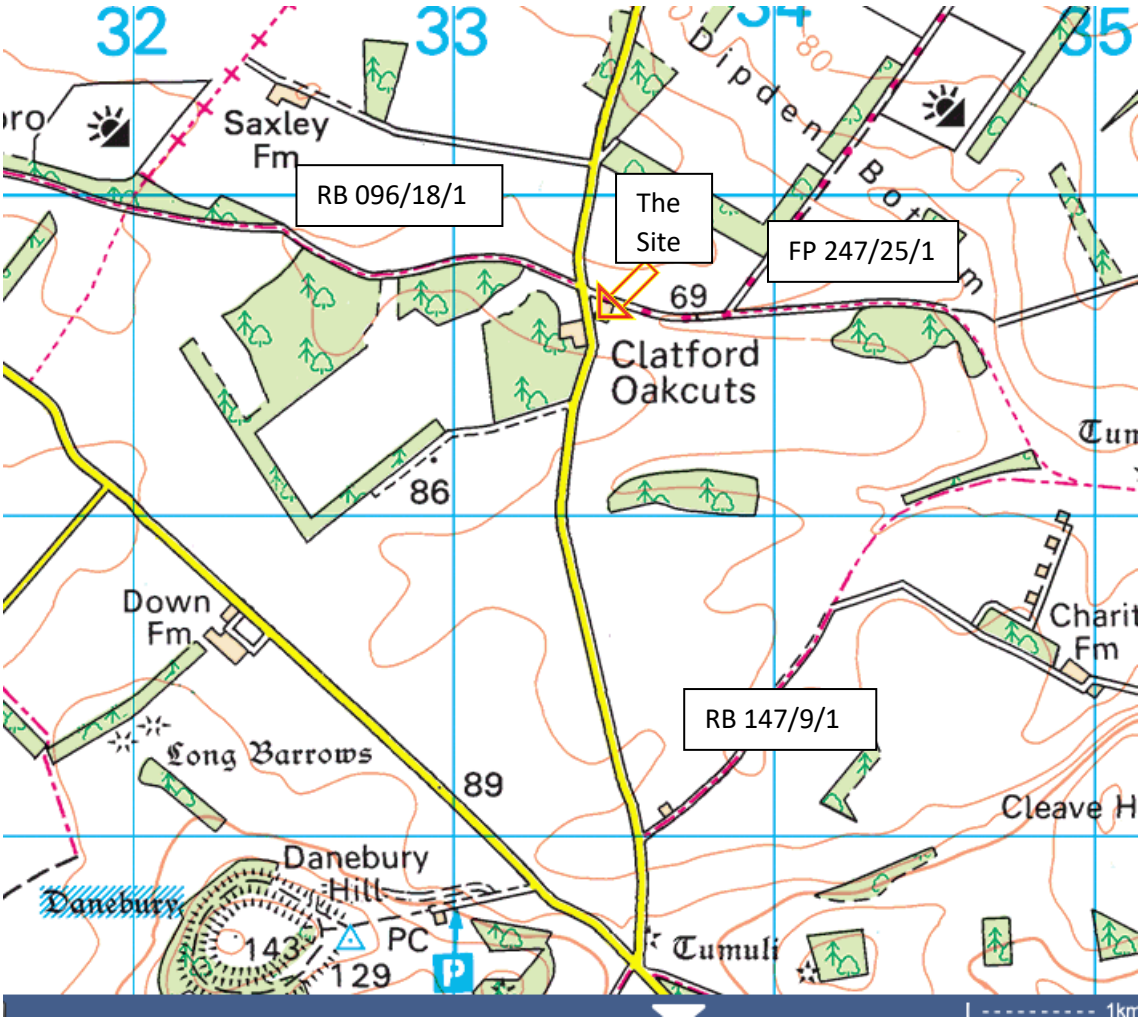 32
33
34
35
80
oro
Saxley
Fm
Dipden Bottom
RB 096/18/1
The
Site
FP 247/25/1
69
Clatford
Oakcuts
Tum
86
Down
Fm
Charit
Fm
RB 147/9/1
Long Barrows
89
Cleave H
Danebury
Hill
Danebury
143
129
PC
P
Tumuli
1km